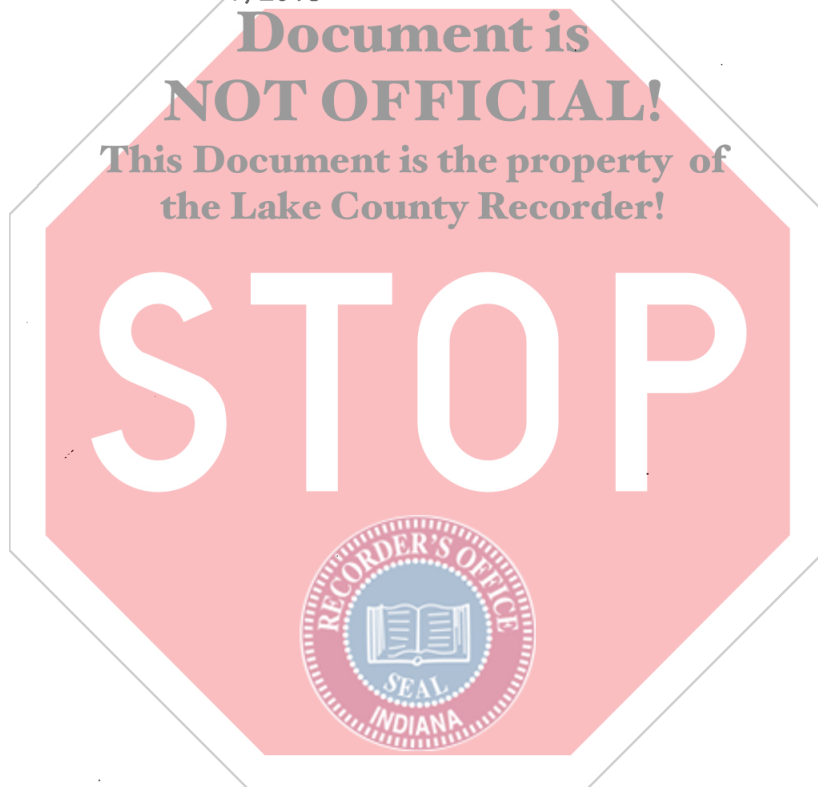 Document is
NOT OFFICIAL!
This Document is the property of
the Lake County Recorder!
STOP
RECORDER'S OFFICE
SEAL
INDIANA